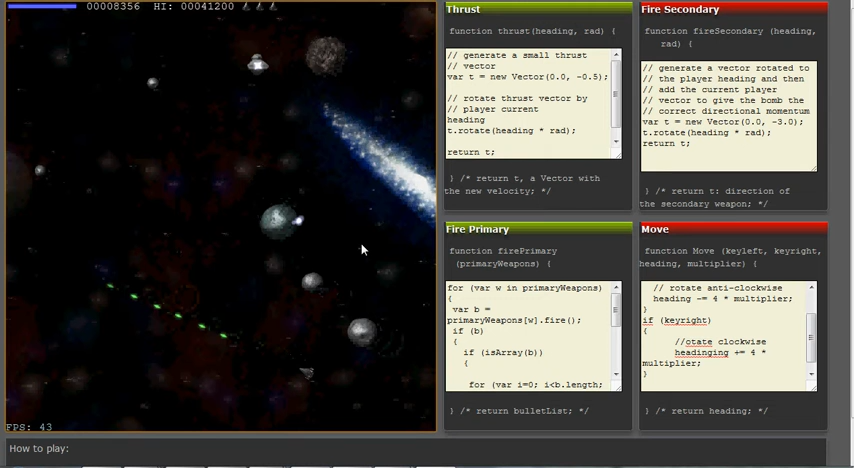 00008356 HI: 00041200
FPS: 43
Thrust
function thrust(heading, rad) {
// generate a small thrust
// vector
var t = new Vector(0.0, -0.5);
// rotate thrust vector by
// player current
heading
t.rotate(heading * rad);
return t;
} /* return t, a Vector with
the new velocity; */
Fire Secondary
function fireSecondary (heading,
rad) {
// generate a vector rotated to
// the player heading and then
// add the current player
// vector to give the bomb the
// correct directional momentum
var t = new Vector(0.0, -3.0);
t.rotate(heading * rad);
return t;
} /* return t: direction of
the secondary weapon; */
Fire Primary
function firePrimary
(primaryWeapons) {
for (var w in primaryWeapons)
{
var b =
primaryWeapons[w].fire();
if (b)
{
if (isArray(b))
{
for (var i=0; i<b.length;
} /* return bulletList; */
Move
function Move (keyleft, keyright,
heading, multiplier) {
// rotate anti-clockwise
heading -= 4 * multiplier;
}
if (keyright)
{
//otate clockwise
headinging += 4 *
multiplier;
}
} /* return heading; */
How to play: